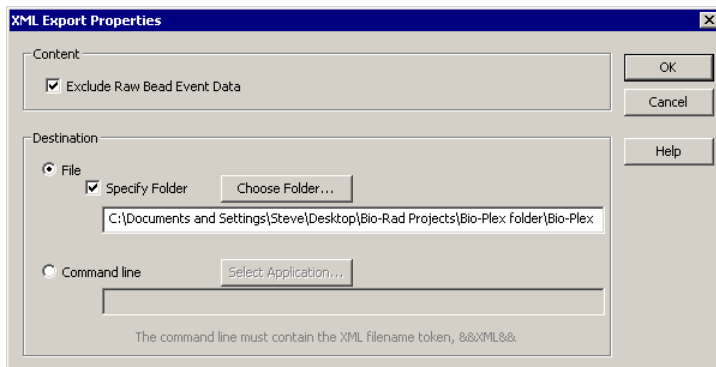 XML Export Properties
Content
Exclude Raw Bead Event Data
OK
Cancel
Help
Destination
File
Specify Folder
Choose Folder...
C:\Documents and Settings\Steve\Desktop\Bio-Rad Projects\Bio-Plex folder\Bio-Plex
Command line
Select Application...
The command line must contain the XML filename token, &&XML&&